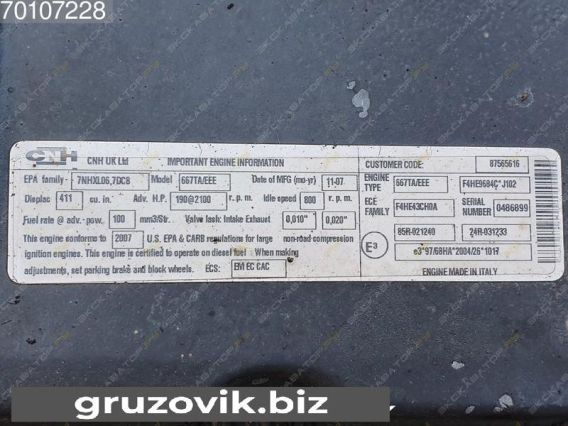 70107228
CNH CNH UK Ltd IMPORTANT ENGINE INFORMATION CUSTOMER CODE: 87565616
EPA family - 7NHXL06,7DC8 Model 667TA/EEE Date of MFG (mo-yr) 11-07 ENGINE TYPE 667TA/EEE F4HE9684C*J102
Displac 411 cu. in. Adv. H.P. 190@2100 r.p.m. Idle speed 800 r.p.m. ECE FAMILY F4HE43CH0A SERIAL NUMBER 0486899
Fuel rate @ adv.-pow. 100 mm3/Str. Valve lash: Intake Exhaust 0,010" 0,020"
This engine conforms to 2007 U.S. EPA & CARB regulations for large non-road compression 85R-021240 24R-031233
ignition engines. This engine is certified to operate on diesel fuel . When making E3 e3*97/68HA*2004/26*1017
adjustments, set parking brake and block wheels. ECS: EM EC CAC ENGINE MADE IN ITALY
gruzovik.biz